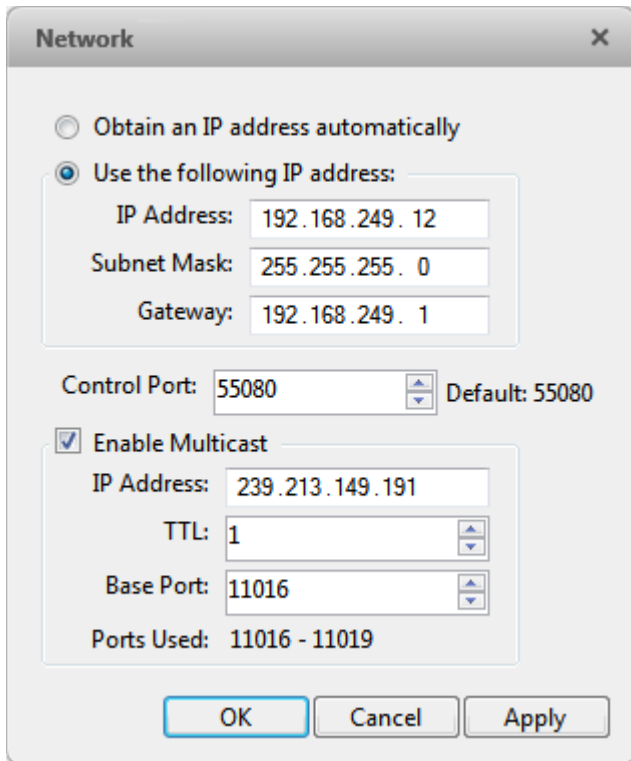 Network
Obtain an IP address automatically
Use the following IP address:
IP Address: 192.168.249. 12
Subnet Mask: 255.255.255. 0
Gateway: 192.168.249. 1
Control Port: 55080 Default: 55080
Enable Multicast
IP Address: 239.213.149.191
TTL: 1
Base Port: 11016
Ports Used: 11016 - 11019
OK Cancel Apply